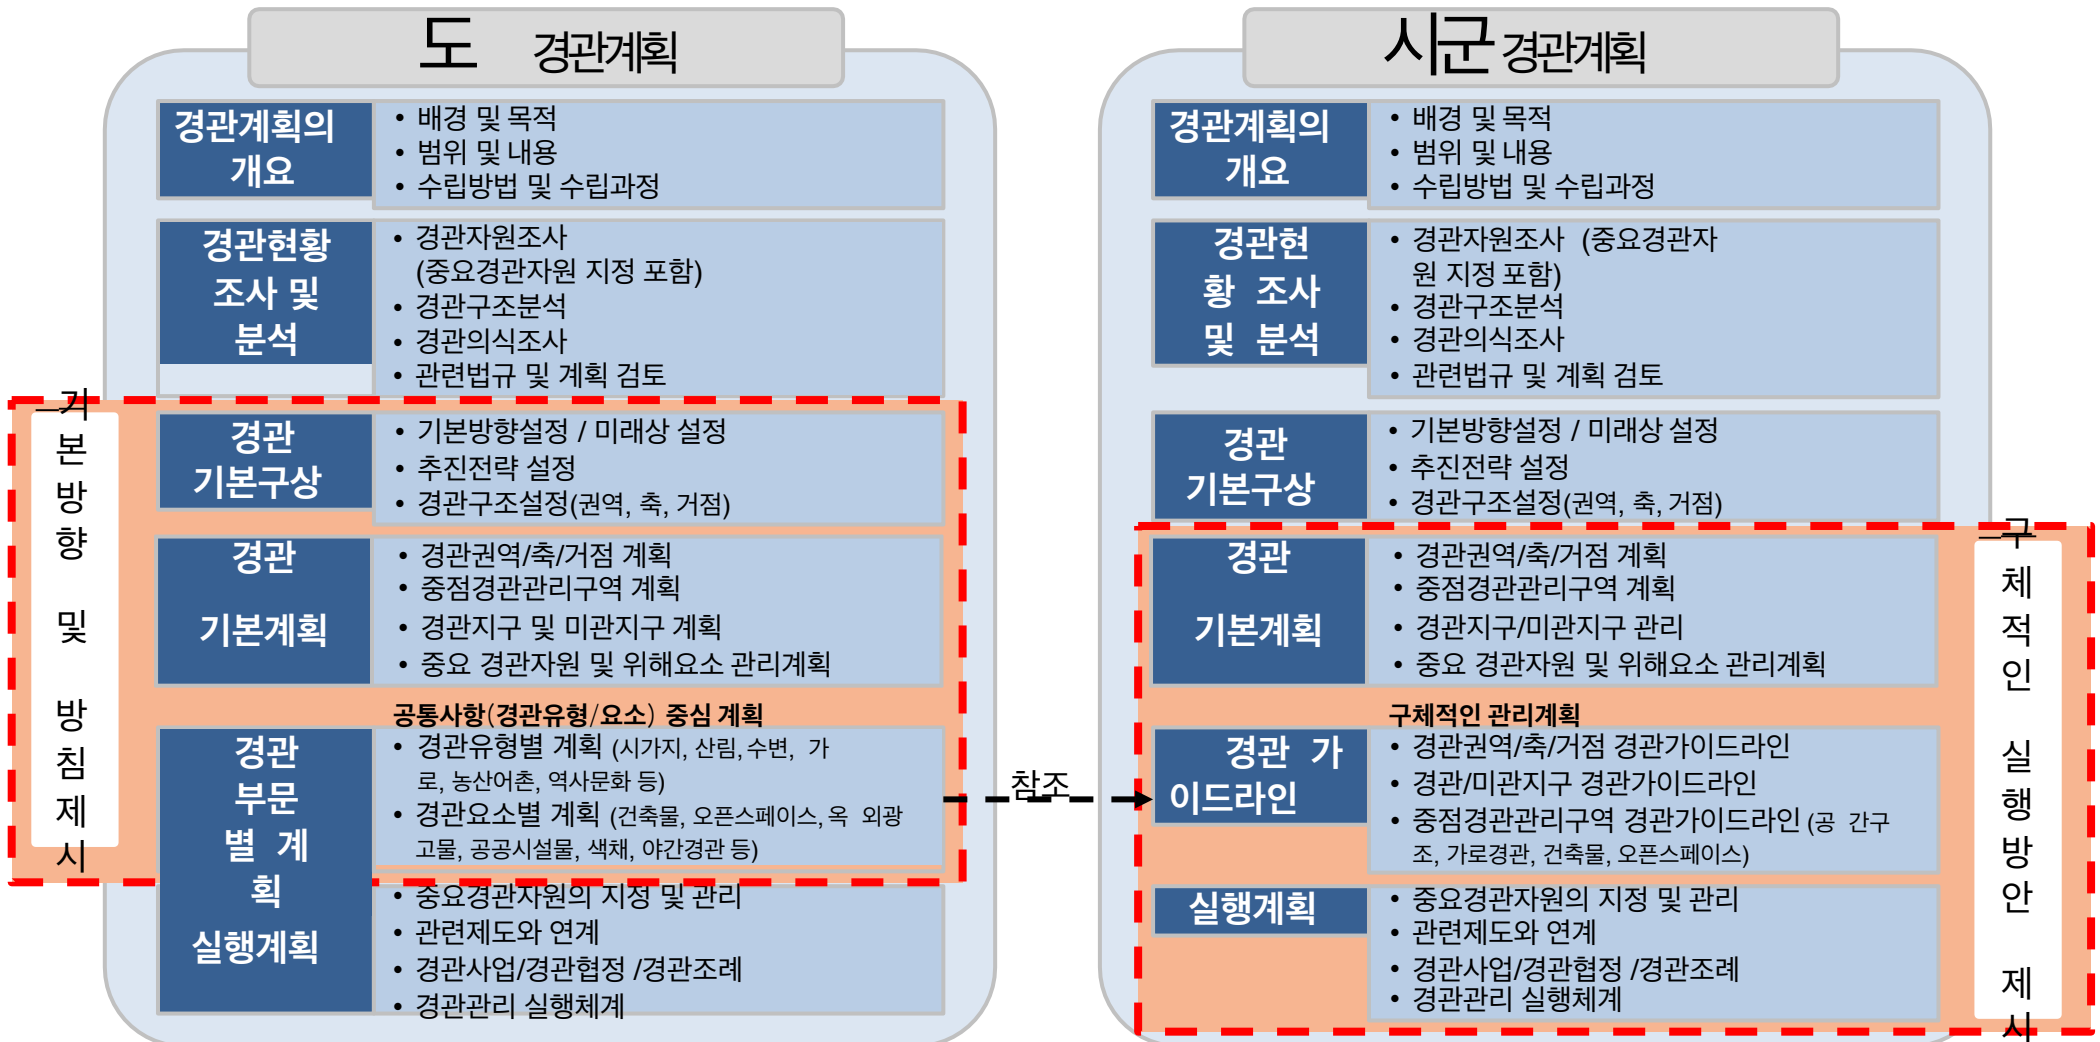 도 경관계획
경관계획의
개요
• 배경 및 목적
• 범위 및 내용
• 수립방법 및 수립과정
경관현황
조사 및
분석
• 경관자원조사
(중요경관자원 지정 포함)
• 경관구조분석
• 경관의식조사
• 관련법규 및 계획 검토
기
본
방
향
및
방
침
제
시
경관
기본구상
• 기본방향설정 / 미래상 설정
• 추진전략 설정
• 경관구조설정(권역, 축, 거점)
경관
기본계획
• 경관권역/축/거점 계획
• 중점경관관리구역 계획
• 경관지구 및 미관지구 계획
• 중요 경관자원 및 위해요소 관리계획
공통사항(경관유형/요소) 중심 계획
경관
부문
별 계
획
• 경관유형별 계획 (시가지, 산림, 수변, 가
로, 농산어촌, 역사문화 등)
• 경관요소별 계획 (건축물, 오픈스페이스, 옥 외광
고물, 공공시설물, 색채, 야간경관 등)
실행계획
• 중요경관자원의 지정 및 관리
• 관련제도와 연계
• 경관사업/경관협정 /경관조례
• 경관관리 실행체계
참조
시군 경관계획
경관계획의
개요
• 배경 및 목적
• 범위 및 내용
• 수립방법 및 수립과정
경관현
황 조사
및 분석
• 경관자원조사 (중요경관자
원 지정 포함)
• 경관구조분석
• 경관의식조사
• 관련법규 및 계획 검토
경관
기본구상
• 기본방향설정 / 미래상 설정
• 추진전략 설정
• 경관구조설정(권역, 축, 거점)
경관
기본계획
• 경관권역/축/거점 계획
• 중점경관관리구역 계획
• 경관지구/미관지구 관리
• 중요 경관자원 및 위해요소 관리계획
구체적인 관리계획
경관 가
이드라인
• 경관권역/축/거점 경관가이드라인
• 경관/미관지구 경관가이드라인
• 중점경관관리구역 경관가이드라인 (공 간구
조, 가로경관, 건축물, 오픈스페이스)
실행계획
• 중요경관자원의 지정 및 관리
• 관련제도와 연계
• 경관사업/경관협정 /경관조례
• 경관관리 실행체계
구
체
적
인
실
행
방
안
제
시